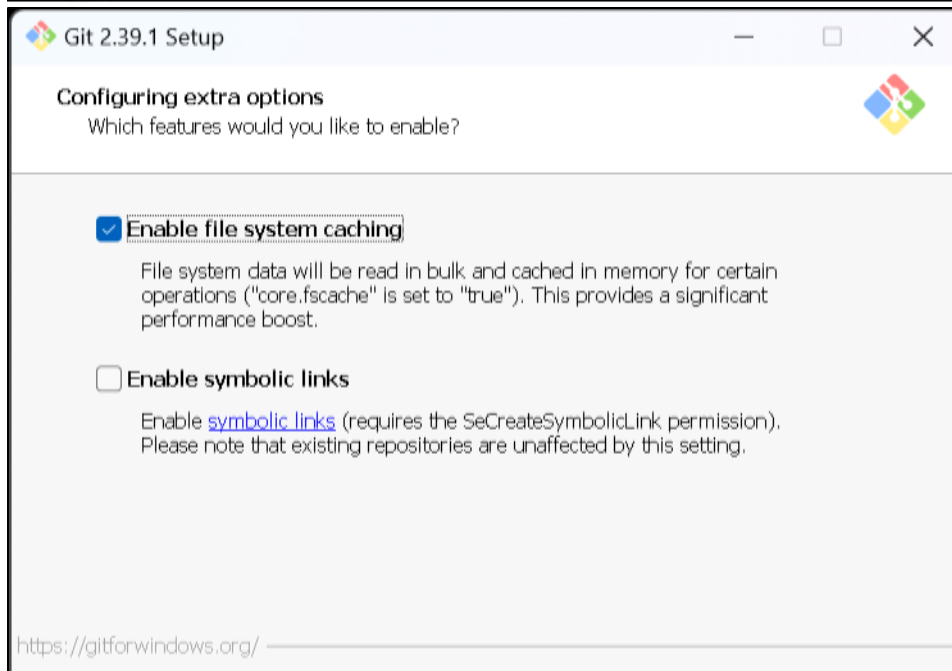 Git 2.39.1 Setup
Configuring extra options
Which features would you like to enable?
Enable file system caching
File system data will be read in bulk and cached in memory for certain
operations ("core.fscache" is set to "true"). This provides a significant
performance boost.
Enable symbolic links
Enable symbolic links (requires the SeCreateSymbolicLink permission).
Please note that existing repositories are unaffected by this setting.
https://gitforwindows.org/